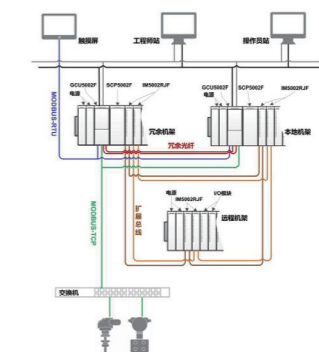 触摸屏
工程师站
操作员站
GCU5002F
SCP5002F
IM5002RJF
电源
GCU5002F
SCP5002F
IM5002RJF
电源
MODBUS-RTU
冗余机架
本地机架
冗余光纤
MODBUS-TCP
扩展总线
电源
I/O模块
IM5002RJF
远程机架
交换机